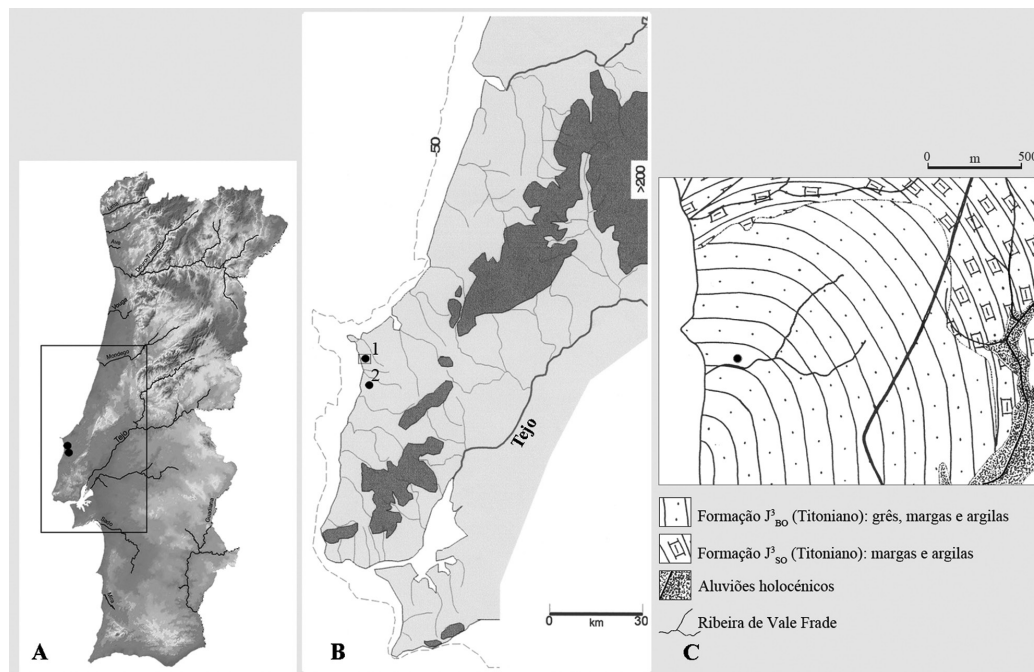 A
Vouga
Mondego
Tejo
B
-50
>200
1
2
Tejo
0 30
km
C
0 500
m
Formação J³BO (Titoniano): grês, margas e argilas
Formação J³SO (Titoniano): margas e argilas
Aluviões holocénicos
Ribeira de Vale Frade